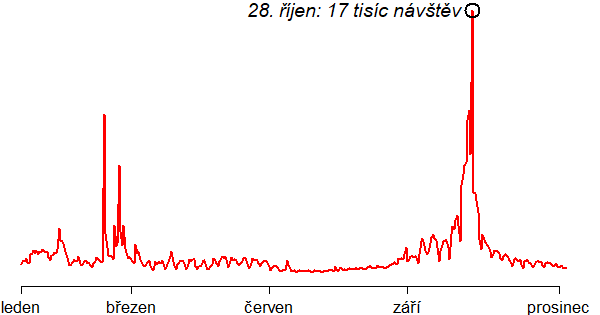 28. říjen: 17 tisíc návštěv
leden březen červen září prosinec